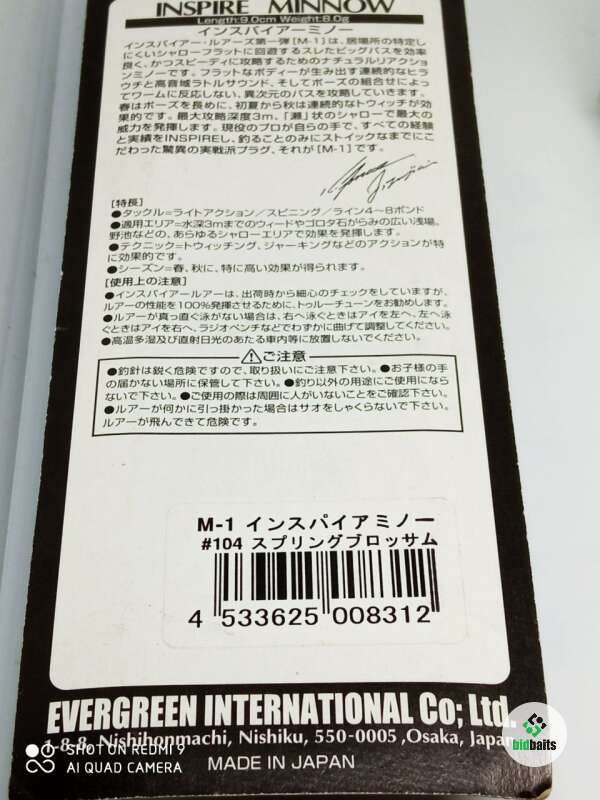 INSPIRE MINNOW
Length:9.0cm Weight:8.0g
インスパイアーミノー
インスパイアー・ルアーズ第一弾[M-1]は、居場所の特定し
にくいシャローフラットに回遊するスレたビッグバスを効率
良く、かつスピーディに攻略するためのナチュラルリアクショ
ンミノーです。フラットなボディーが生み出す連続的なヒラ
ウチと高音域ラトルサウンド、そしてポーズの組合せによっ
てワームに反応しない、異次元のバスを攻略していきます。
春はポーズを長めに、初夏から秋は連続的なトウィッチが効
果的です。最大攻略深度3m、「瀬」状のシャローで最大の
威力を発揮します。現役のプロが自らの手で、すべての経験
と実績をINSPIREし、釣ることのみにストイックなまでにこ
だわった驚異の実戦派プラグ、それが[M-1]です。
[特長]
●タックル=ライトアクション/スピニング/ライン4〜8ポンド
●適用エリア=水深3mまでのウィードやゴロタ石がらみの広い浅場。
野池などの、あらゆるシャローエリアで効果を発揮します。
●テクニック=トウィッチング、ジャーキングなどのアクションが特
に効果的です。
●シーズン=春、秋に、特に高い効果が得られます。
[使用上の注意]
●インスパイアールアーは、出荷時から細心のチェックをしていますが、
ルアーの性能を100%発揮させるために、トゥルーチューンをお勧めします。
●ルアーが真っ直ぐ泳がない場合は、右へ泳ぐときはアイを左へ、左へ泳
ぐときはアイを右へ、ラジオペンチなどでわずかに曲げて調整してください。
●高温多湿及び直射日光のあたる車内等に放置しないでください。
ご注意
●釣針は鋭く危険ですので、取り扱いにご注意下さい。●お子様の手
の届かない場所に保管して下さい。●釣り以外の用途にご使用になら
ないで下さい。●ご使用の際は周囲に人がいないことをご確認下さい。
●ルアーが何かに引っ掛かった場合はサオをしゃくらないで下さい。
ルアーが飛んできて危険です。
M-1 インスパイアミノー
#104 スプリングブロッサム
4 533625 008312
EVERGREEN INTERNATIONAL Co; Ltd.
1-8-8, Nishihonmachi, Nishiku, 550-0005 ,Osaka, Japan
MADE IN JAPAN
SHOT ON REDMI 9
AI QUAD CAMERA
bidbaits